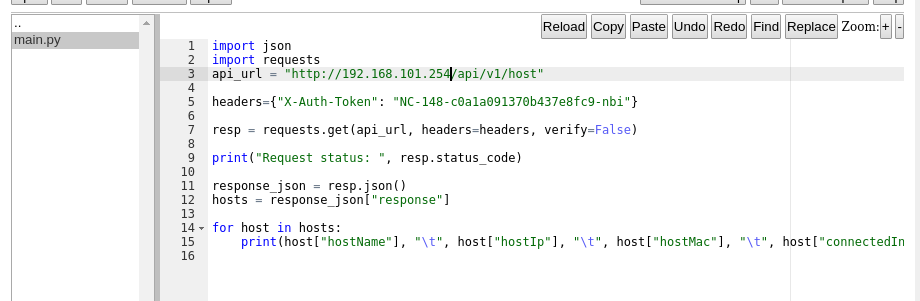 ..
main.py
Reload Copy Paste Undo Redo Find Replace Zoom: + -
1 import json
2 import requests
3 api_url = "http://192.168.101.254/api/v1/host"
4
5 headers={"X-Auth-Token": "NC-148-c0a1a091370b437e8fc9-nbi"}
6
7 resp = requests.get(api_url, headers=headers, verify=False)
8
9 print("Request status: ", resp.status_code)
10
11 response_json = resp.json()
12 hosts = response_json["response"]
13
14 for host in hosts:
15     print(host["hostName"], "\t", host["hostIp"], "\t", host["hostMac"], "\t", host["connectedIn
16